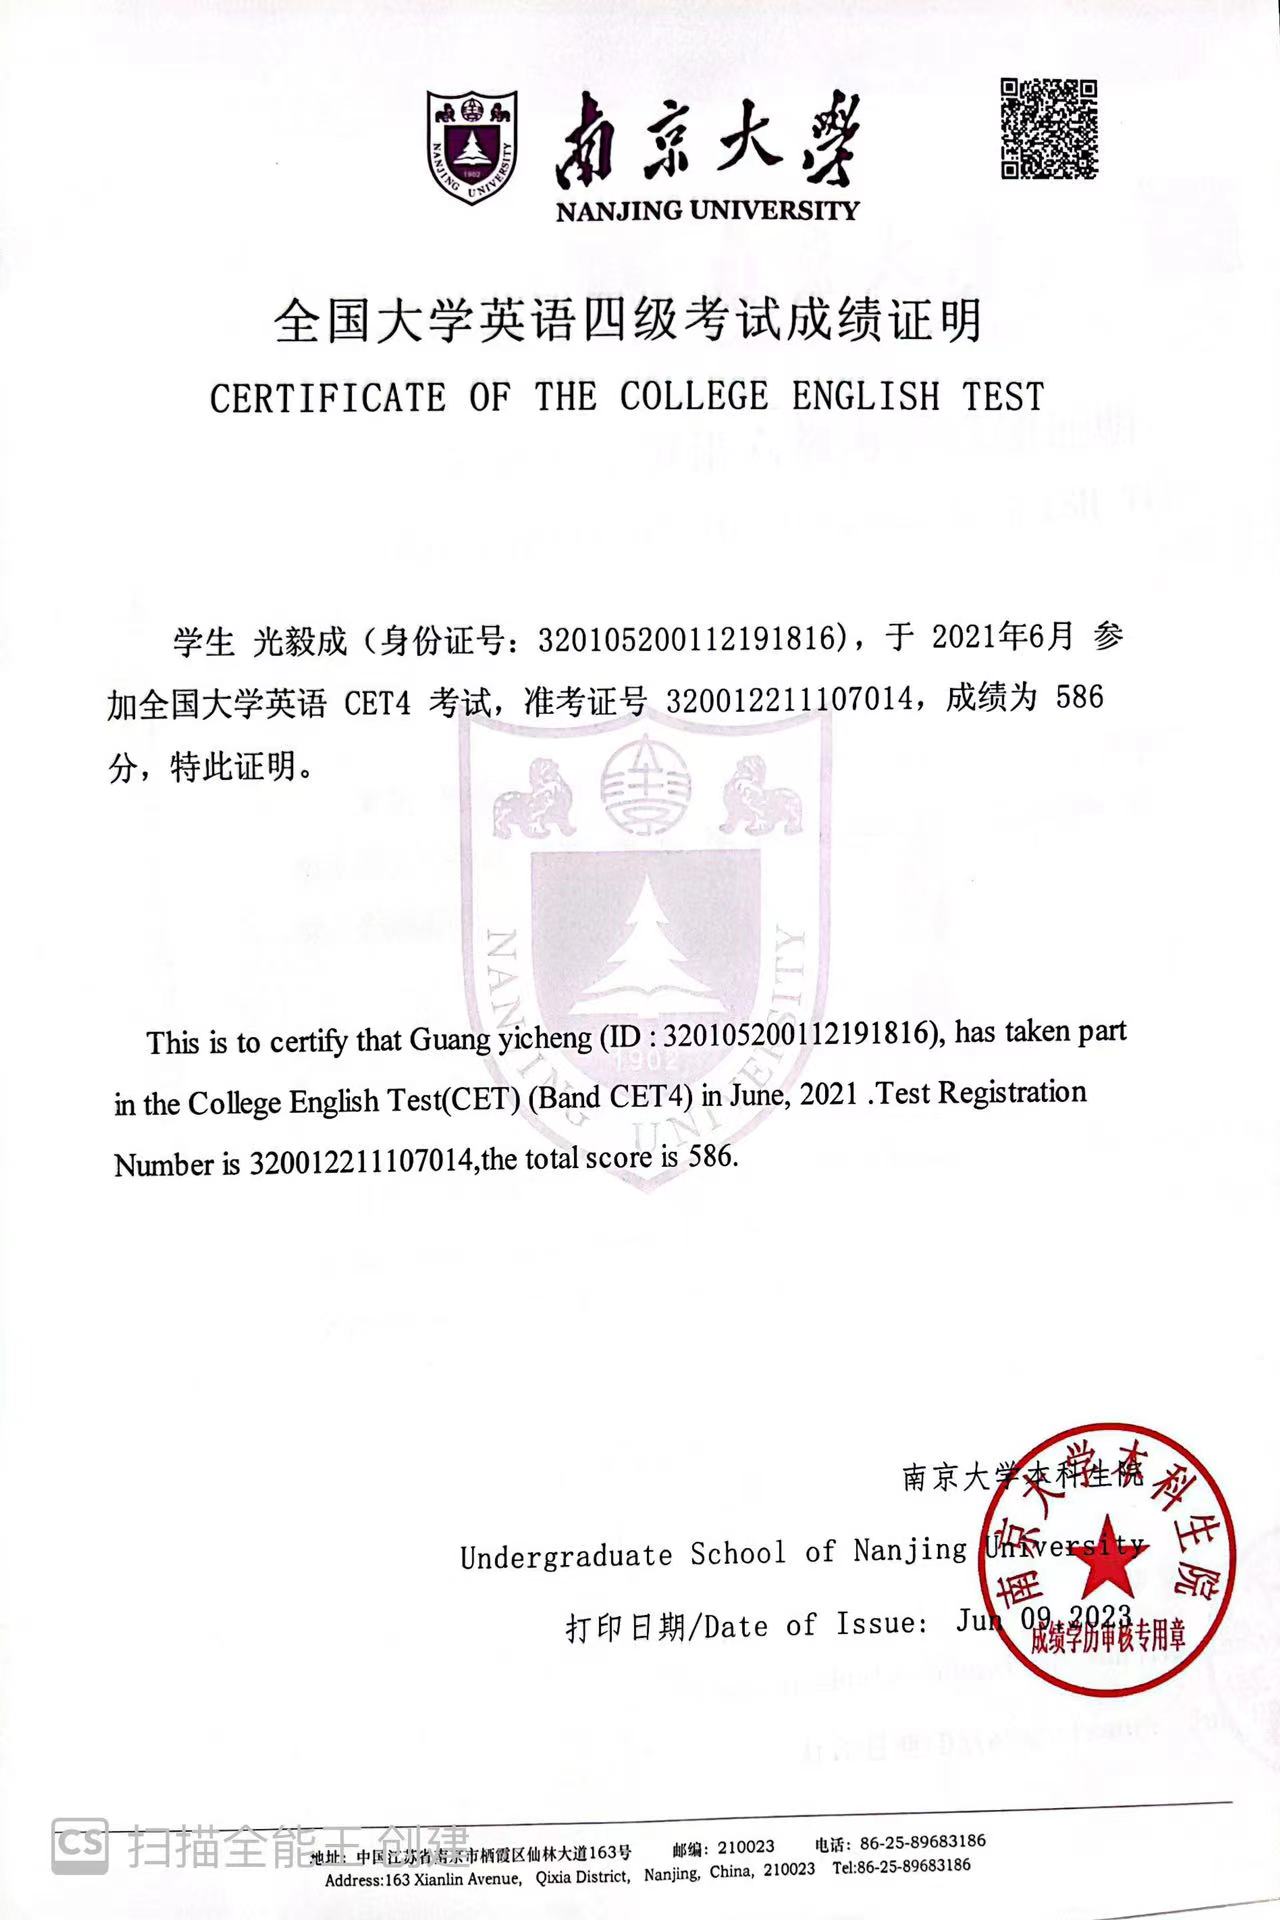 南京大學
NANJING UNIVERSITY
NANJING UNIVERSITY
1902
全国大学英语四级考试成绩证明
CERTIFICATE OF THE COLLEGE ENGLISH TEST
学生 光毅成（身份证号：320105200112191816），于 2021年6月 参
加全国大学英语 CET4 考试，准考证号 320012211107014，成绩为 586
分，特此证明。
NANJING UNIVERSITY
1902
This is to certify that Guang yicheng (ID : 320105200112191816), has taken part
in the College English Test(CET) (Band CET4) in June, 2021 .Test Registration
Number is 320012211107014,the total score is 586.
南京大学本科生院
Undergraduate School of Nanjing University
打印日期/Date of Issue: Jun 09,2023
南京大学本科生院
成绩学历审核专用章
CS 扫描全能王 创建
地址：中国江苏省南京市栖霞区仙林大道163号 邮编：210023 电话：86-25-89683186
Address:163 Xianlin Avenue, Qixia District, Nanjing, China, 210023 Tel:86-25-89683186